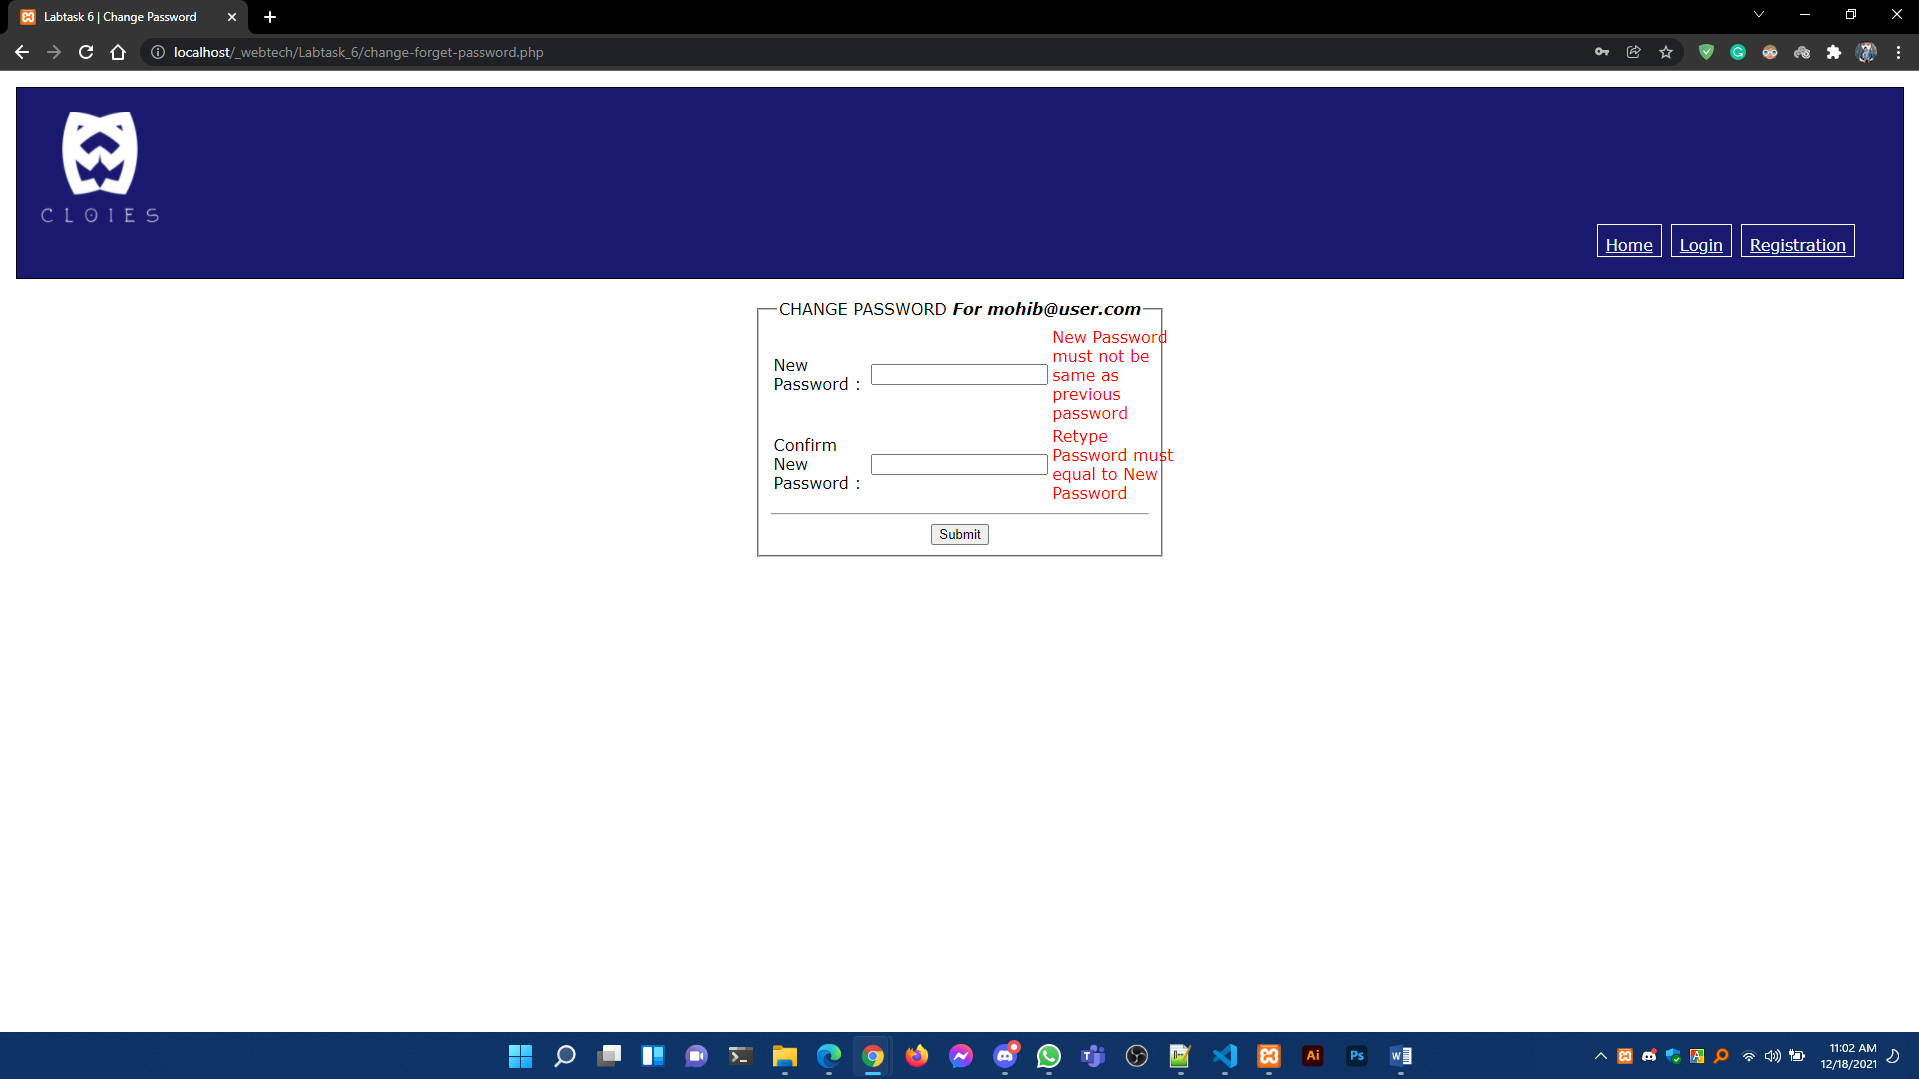 Labtask 6 | Change Password
localhost/_webtech/Labtask_6/change-forget-password.php
CLOIES
Home Login Registration
CHANGE PASSWORD For mohib@user.com
New
Password :
New Password
must not be
same as
previous
password
Confirm
New
Password :
Retype
Password must
equal to New
Password
Submit
Ai
Ps
11:02 AM
12/18/2021